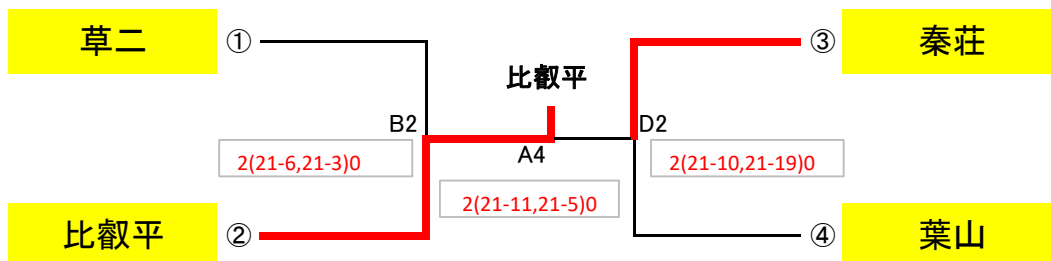 草二
①
③
秦荘
比叡平
B2
D2
2(21-6,21-3)0
A4
2(21-10,21-19)0
2(21-11,21-5)0
比叡平
②
④
葉山